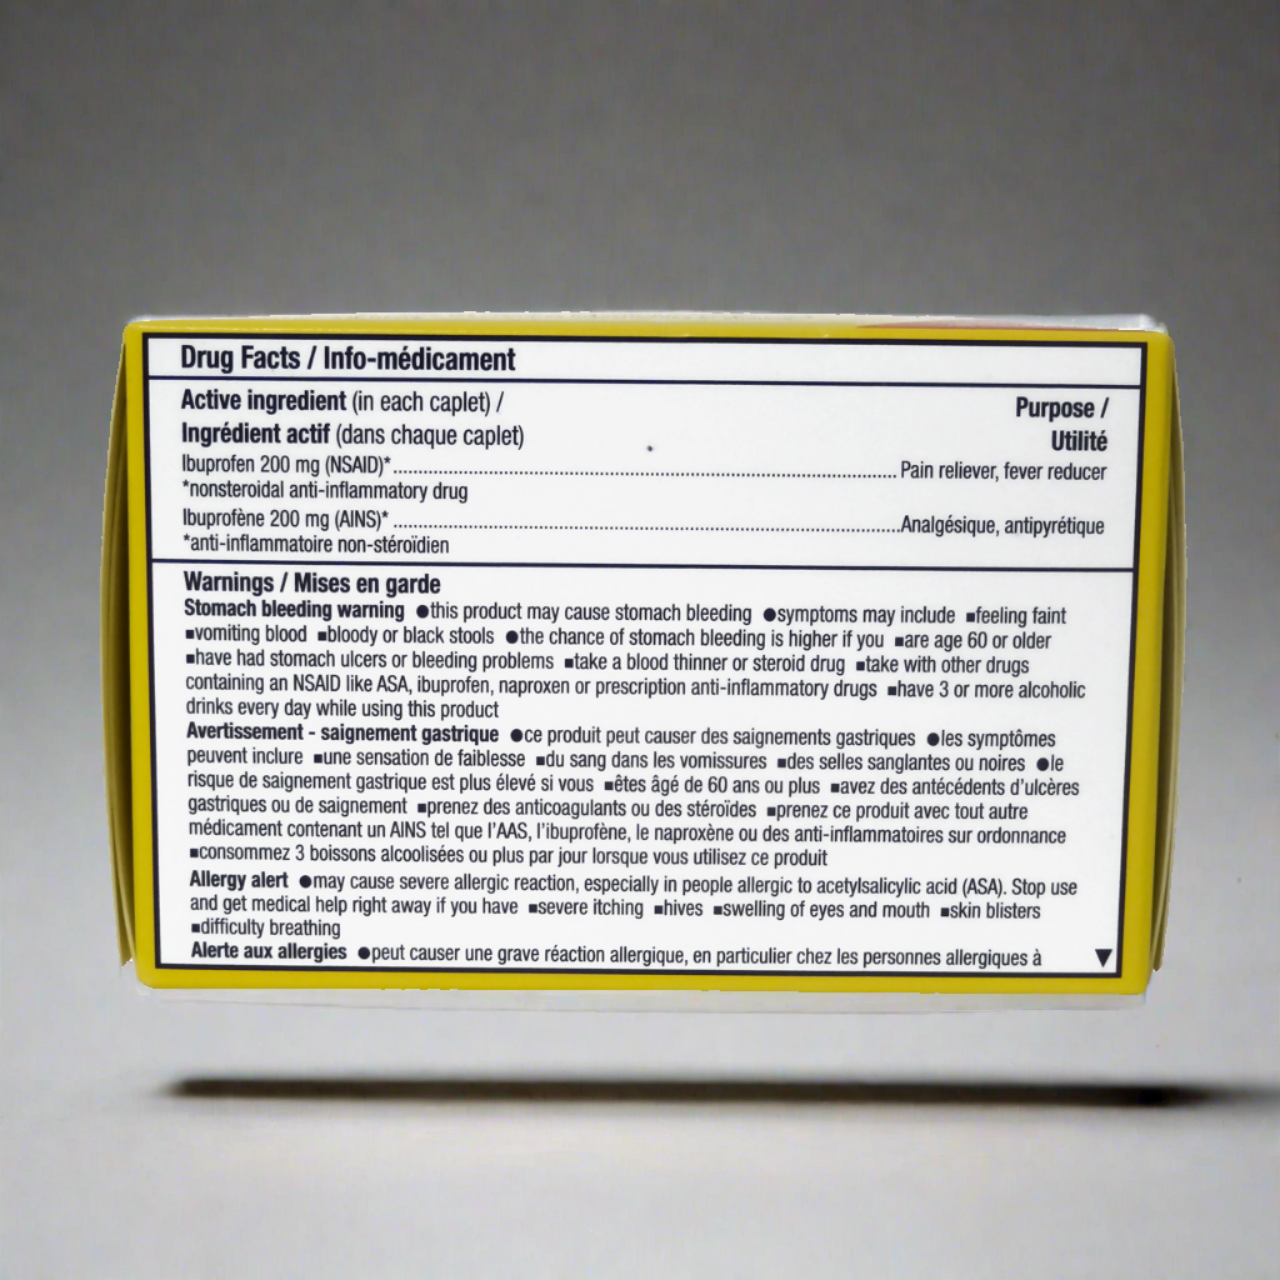 Drug Facts / Info-médicament
Active ingredient (in each caplet) /
Purpose /
Ingrédient actif (dans chaque caplet)
Utilité
Ibuprofen 200 mg (NSAID)*........ Pain reliever, fever reducer
*nonsteroidal anti-inflammatory drug
Ibuprofène 200 mg (AINS)*........Analgésique, antipyrétique
*anti-inflammatoire non-stéroïdien
Warnings / Mises en garde
Stomach bleeding warning ●this product may cause stomach bleeding ●symptoms may include ■feeling faint
■vomiting blood ■bloody or black stools ●the chance of stomach bleeding is higher if you ■are age 60 or older
■have had stomach ulcers or bleeding problems ■take a blood thinner or steroid drug ■take with other drugs
containing an NSAID like ASA, ibuprofen, naproxen or prescription anti-inflammatory drugs ■have 3 or more alcoholic
drinks every day while using this product
Avertissement - saignement gastrique ●ce produit peut causer des saignements gastriques ●les symptômes
peuvent inclure ■une sensation de faiblesse ■du sang dans les vomissures ■des selles sanglantes ou noires ●le
risque de saignement gastrique est plus élevé si vous ■êtes âgé de 60 ans ou plus ■avez des antécédents d'ulcères
gastriques ou de saignement ■prenez des anticoagulants ou des stéroïdes ■prenez ce produit avec tout autre
médicament contenant un AINS tel que l'AAS, l'ibuprofène, le naproxène ou des anti-inflammatoires sur ordonnance
■consommez 3 boissons alcoolisées ou plus par jour lorsque vous utilisez ce produit
Allergy alert ●may cause severe allergic reaction, especially in people allergic to acetylsalicylic acid (ASA). Stop use
and get medical help right away if you have ■severe itching ■hives ■swelling of eyes and mouth ■skin blisters
■difficulty breathing
Alerte aux allergies ●peut causer une grave réaction allergique, en particulier chez les personnes allergiques à ▼